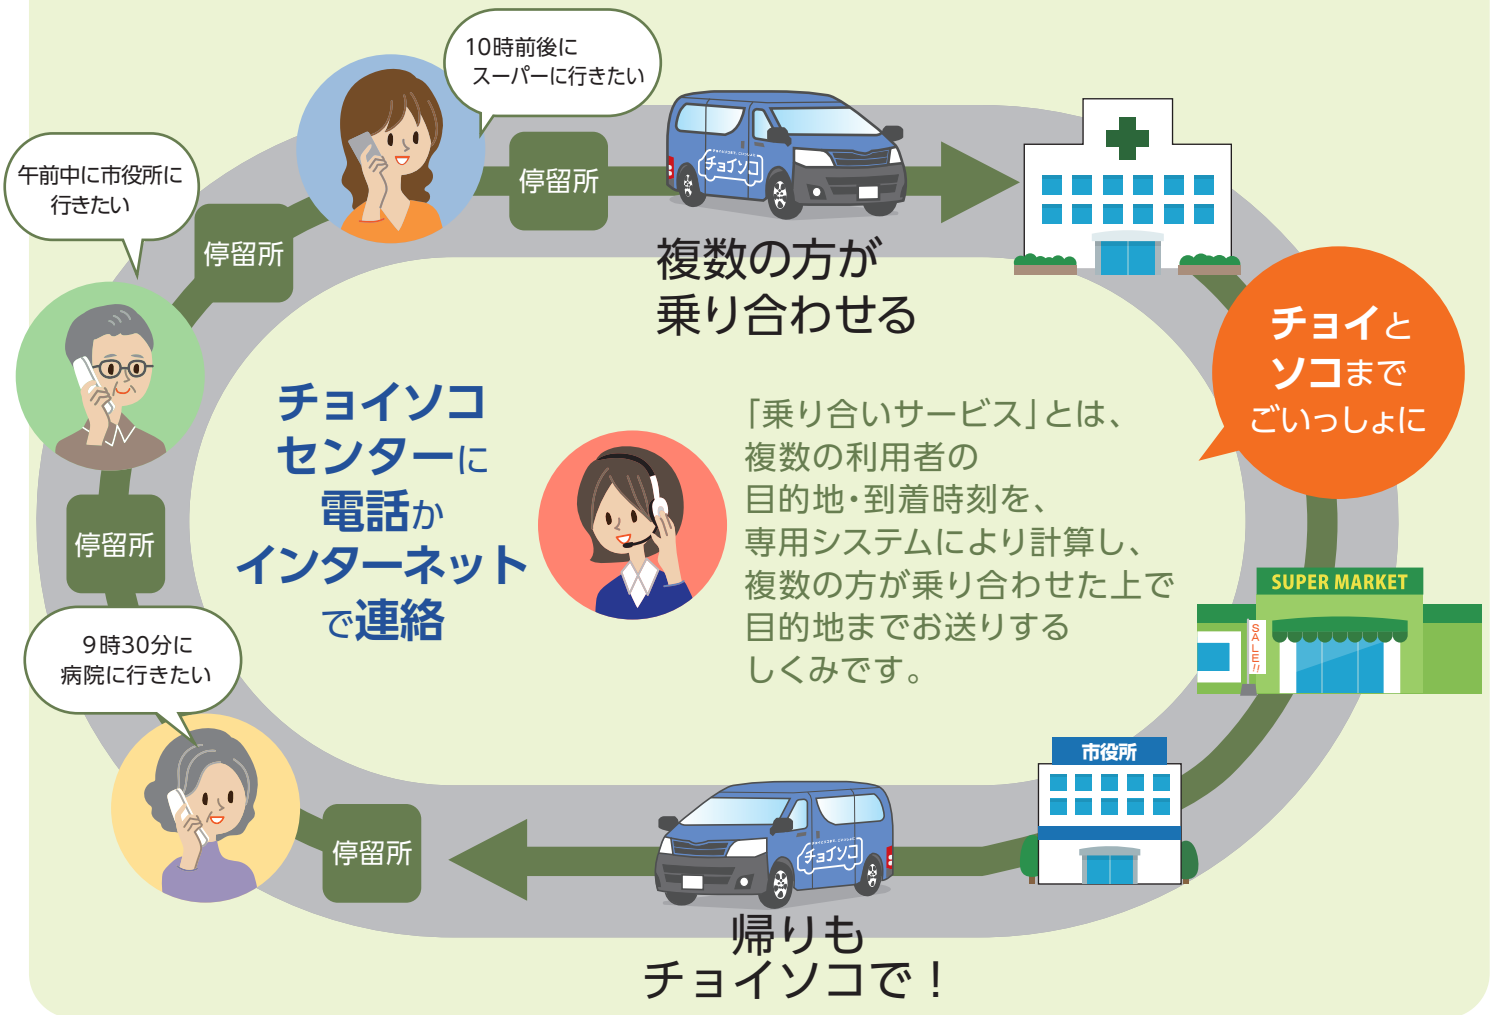 10時前後に
スーパーに行きたい
午前中に市役所に
行きたい
停留所
停留所
チョイソコ
複数の方が
乗り合わせる
チョイと
ソコまで
ごいっしょに
チョイソコ
センターに
電話か
インターネット
で連絡
「乗り合いサービス」とは、
複数の利用者の
目的地・到着時刻を、
専用システムにより計算し、
複数の方が乗り合わせた上で
目的地までお送りする
しくみです。
停留所
9時30分に
病院に行きたい
SUPER MARKET
SALE!!
市役所
停留所
チョイソコ
帰りも
チョイソコで！